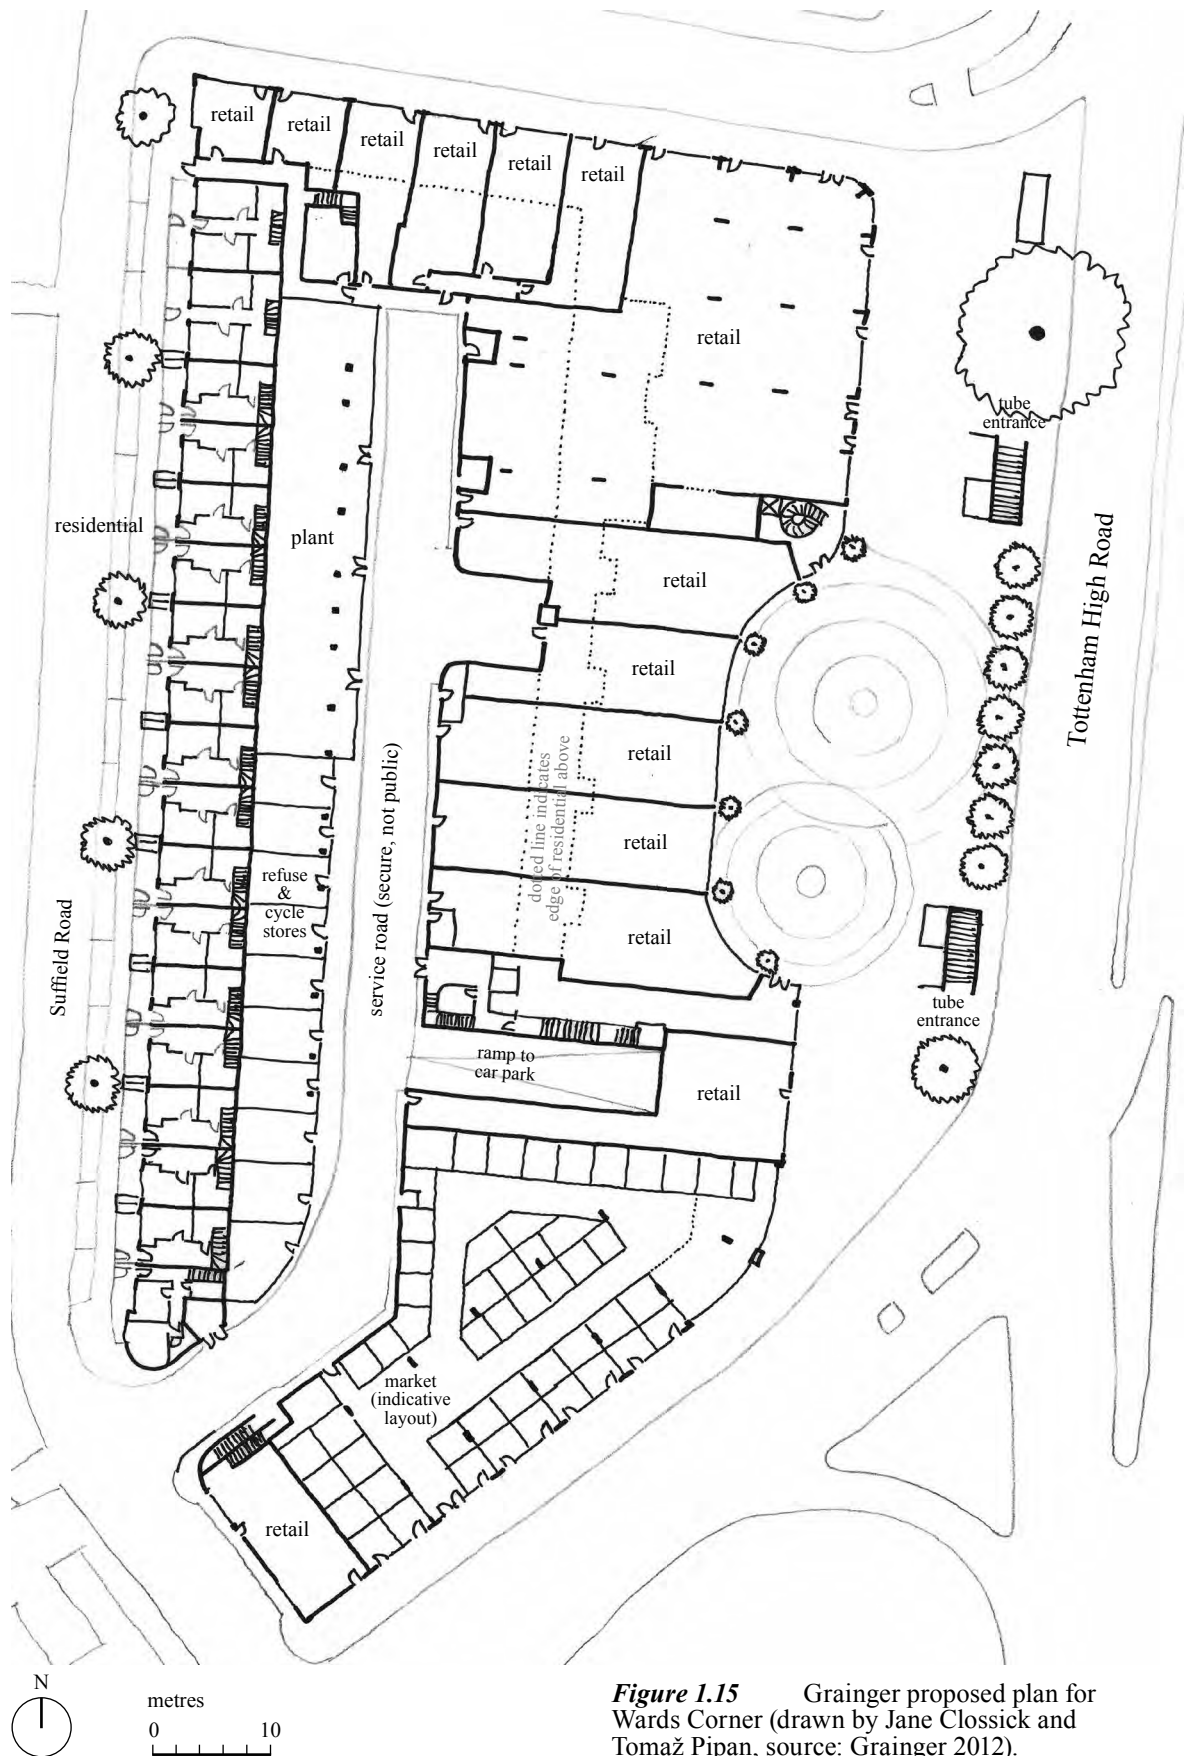 retail
retail
retail
retail
retail
retail
retail
tube
entrance
residential
plant
retail
Tottenham High Road
retail
retail
dotted line indicates
edge of residential above
service road (secure, not public)
retail
refuse
&
cycle
stores
retail
Suffield Road
tube
entrance
ramp to
car park
retail
market
(indicative
layout)
retail
N
metres
0 10
Figure 1.15 Grainger proposed plan for
Wards Corner (drawn by Jane Clossick and
Tomaž Pipan, source: Grainger 2012).